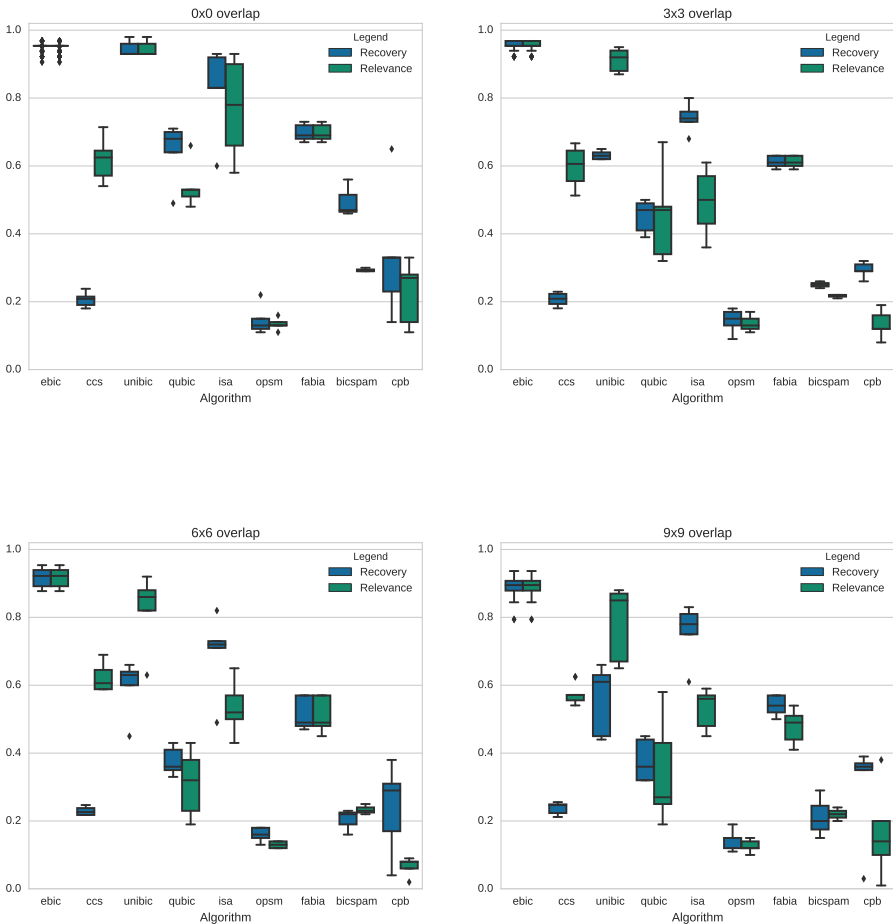 0x0 overlap
1.0
0.8
0.6
0.4
0.2
0.0
Legend
Recovery
Relevance
ebic ccs unibic qubic isa opsm fabia bicspam cpb
Algorithm
3x3 overlap
1.0
0.8
0.6
0.4
0.2
0.0
Legend
Recovery
Relevance
ebic ccs unibic qubic isa opsm fabia bicspam cpb
Algorithm
6x6 overlap
1.0
0.8
0.6
0.4
0.2
0.0
Legend
Recovery
Relevance
ebic ccs unibic qubic isa opsm fabia bicspam cpb
Algorithm
9x9 overlap
1.0
0.8
0.6
0.4
0.2
0.0
Legend
Recovery
Relevance
ebic ccs unibic qubic isa opsm fabia bicspam cpb
Algorithm